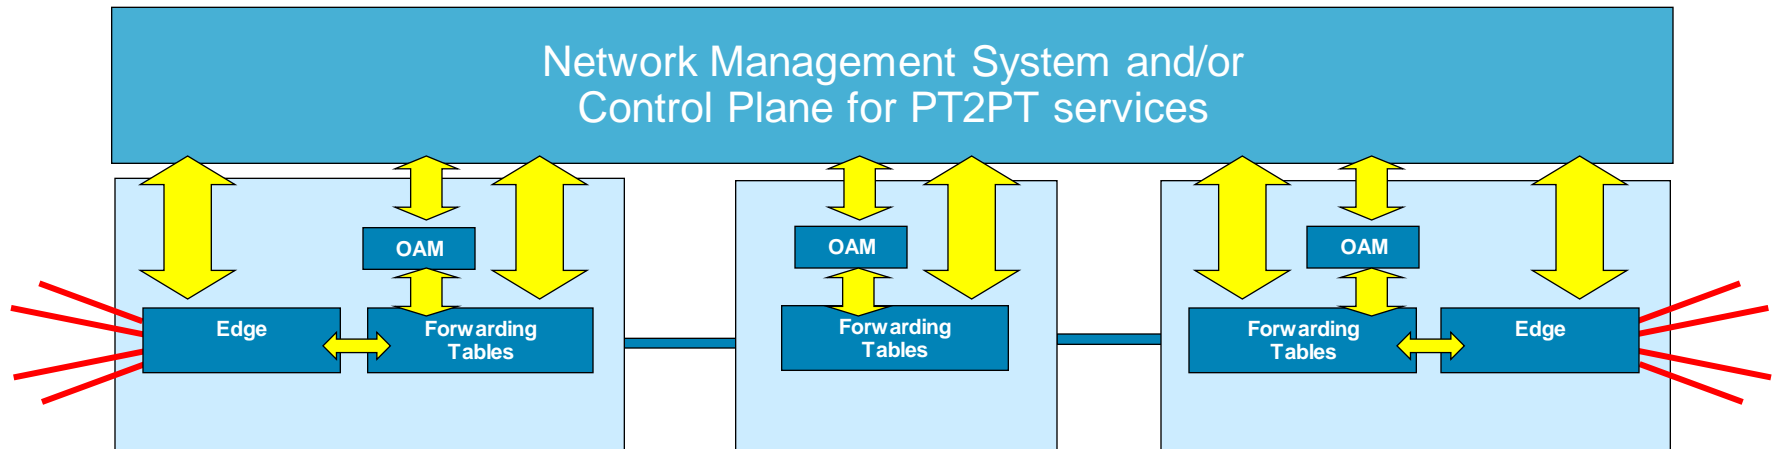 Network Management System and/or
Control Plane for PT2PT services
OAM
OAM
OAM
Edge
Forwarding
Tables
Forwarding
Tables
Forwarding
Tables
Edge